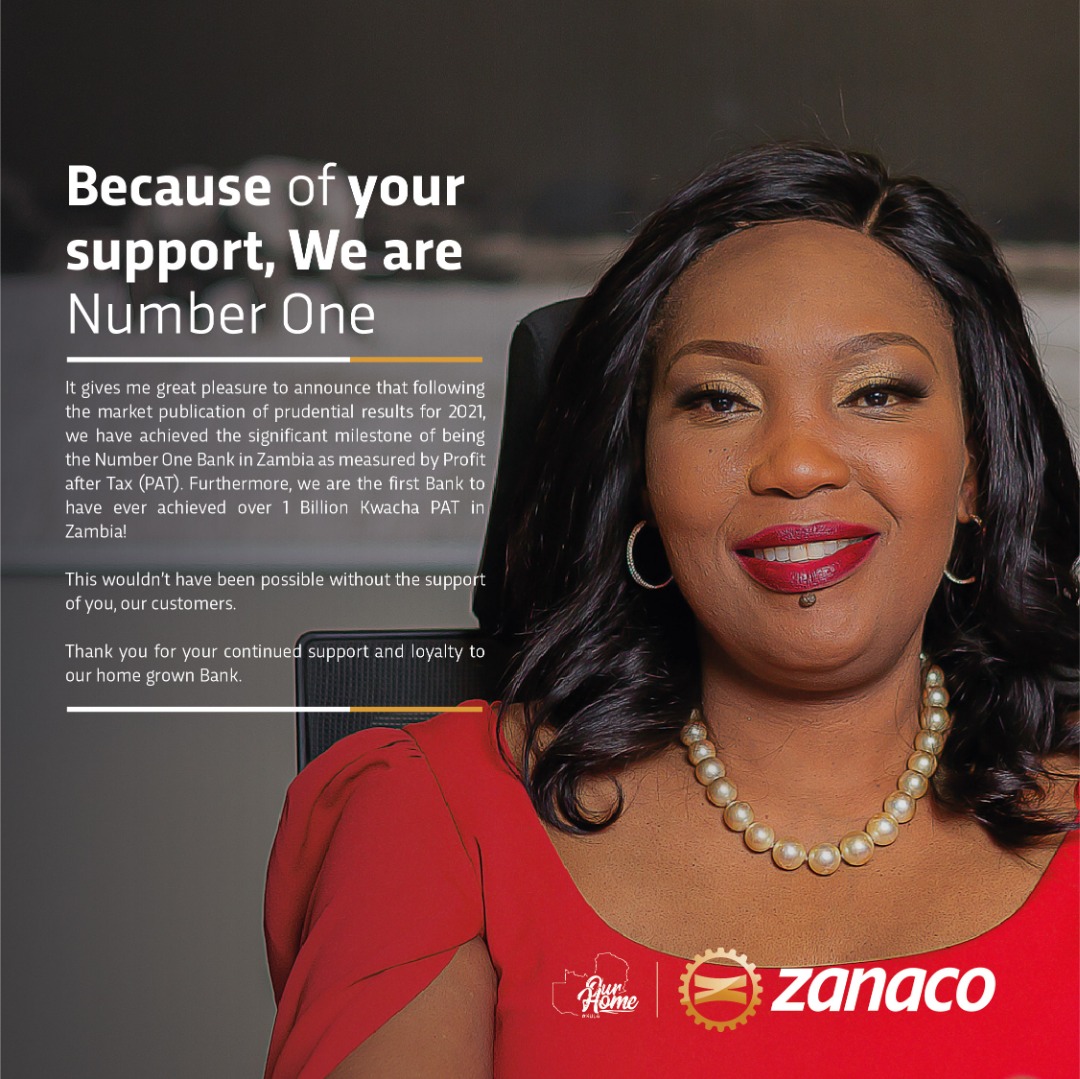 Because of your
support, We are
Number One
It gives me great pleasure to announce that following
the market publication of prudential results for 2021,
we have achieved the significant milestone of being
the Number One Bank in Zambia as measured by Profit
after Tax (PAT). Furthermore, we are the first Bank to
have ever achieved over 1 Billion Kwacha PAT in
Zambia!
This wouldn't have been possible without the support
of you, our customers.
Thank you for your continued support and loyalty to
our home grown Bank.
Our
Home
zanaco